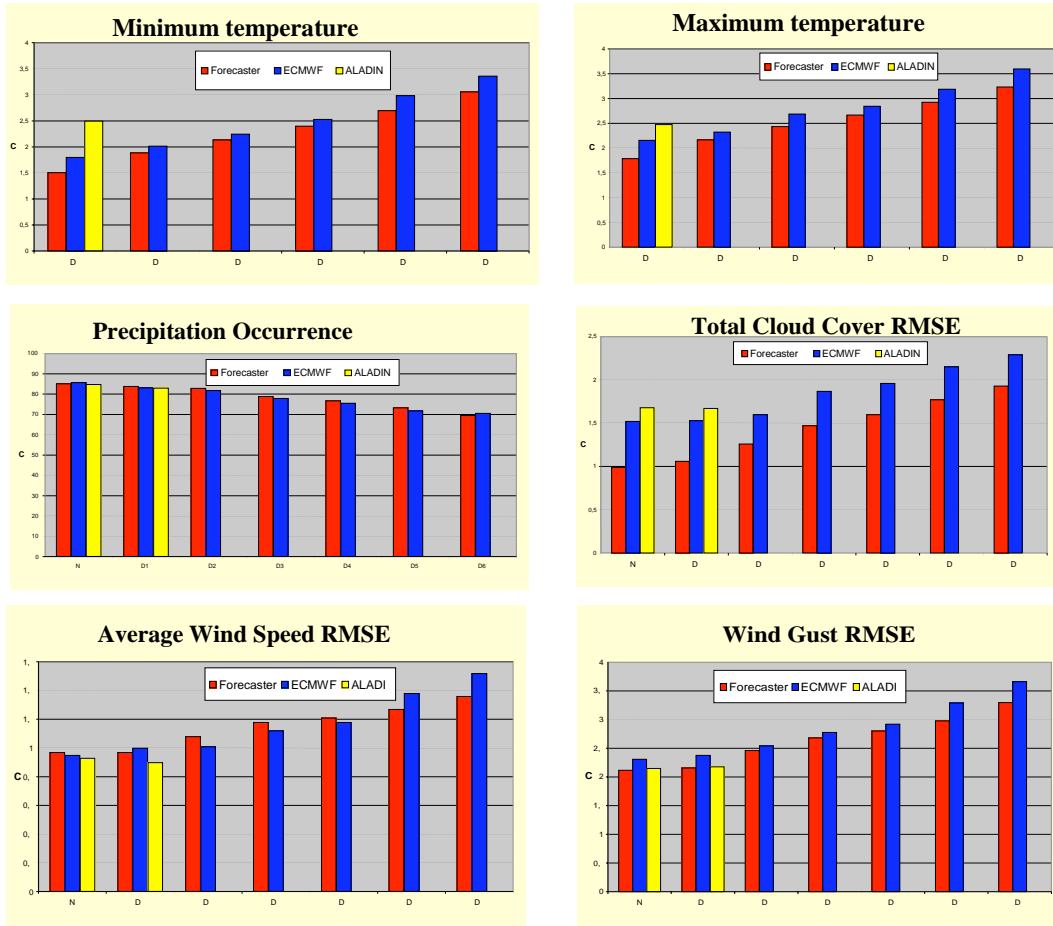 Minimum temperature
Forecaster ECMWF ALADIN
4
3,5
3
2,5
C
2
1,5
1
0,5
0
D D D D D D
Maximum temperature
Forecaster ECMWF ALADIN
4
3,5
3
2,5
C
2
1,5
1
0,5
0
D D D D D D
Precipitation Occurrence
Forecaster ECMWF ALADIN
100
90
80
70
60
C
50
40
30
20
10
0
N D1 D2 D3 D4 D5 D6
Total Cloud Cover RMSE
Forecaster ECMWF ALADIN
2,5
2
1,5
C
1
0,5
0
N D D D D D D
Average Wind Speed RMSE
Forecaster ECMWF ALADI
1,
1,
1,
1
C
0,
0,
0,
0,
0
N D D D D D D
Wind Gust RMSE
Forecaster ECMWF ALADI
4
3,
3
2,
C
2
1,
1
0,
0
N D D D D D D